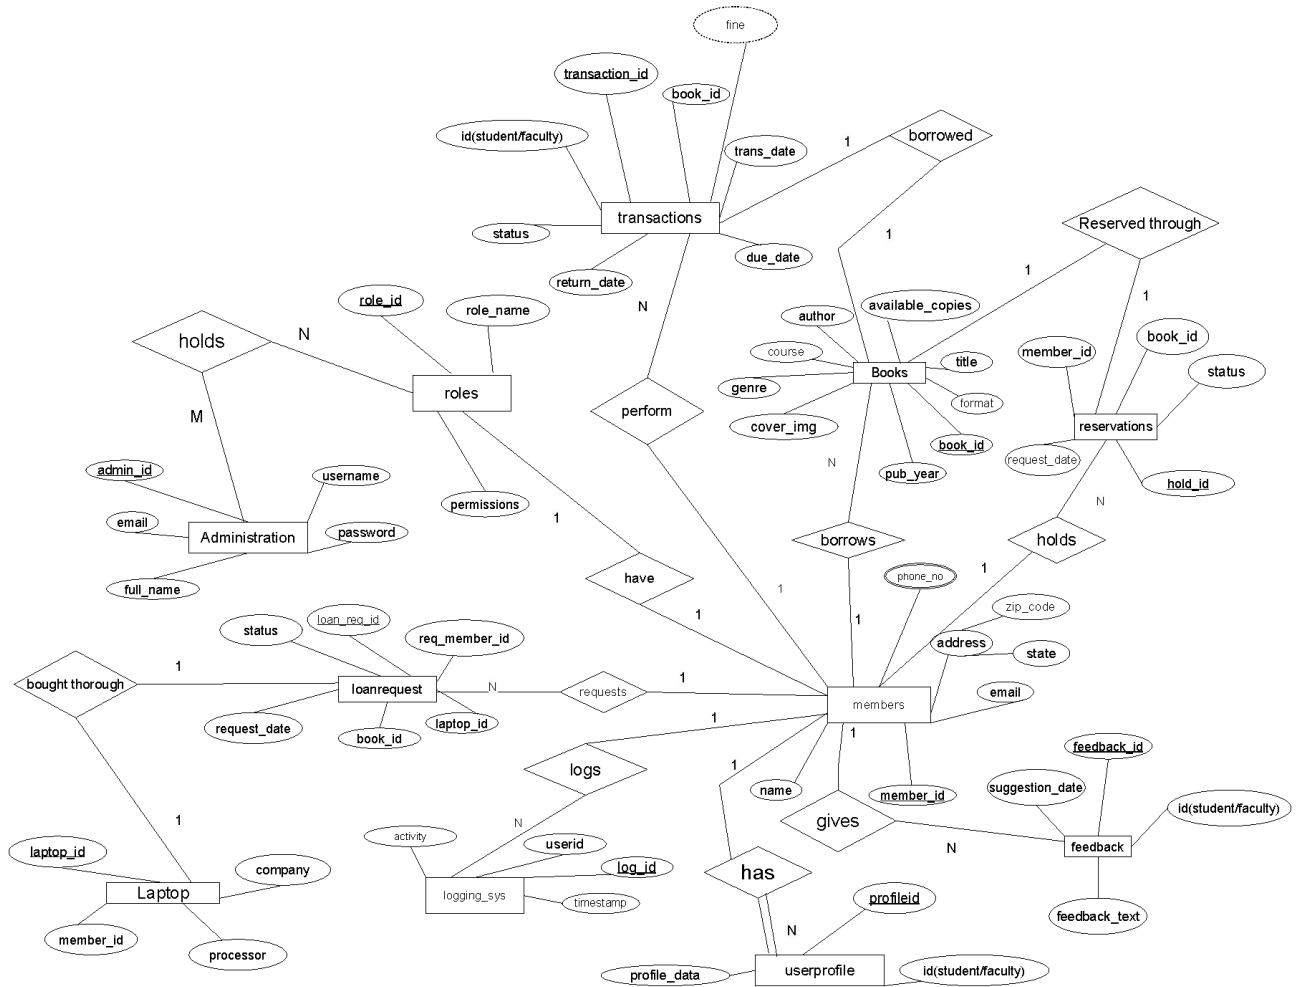 fine
transaction_id
book_id
id(student/faculty)
borrowed
1
trans_date
transactions
Reserved through
status
1
due_date
return_date
1
role_id
N
available_copies
1
role_name
author
N
holds
book_id
member_id
course
title
Books
status
genre
roles
format
M
perform
cover_img
reservations
book_id
request_date
N
pub_year
admin_id
username
hold_id
permissions
N
email
1
password
Administration
borrows
holds
1
have
phone_no
full_name
1
zip_code
1
1
loan_req_id
status
req_member_id
address
state
1
1
bought thorough
loanrequest
N
requests
email
members
1
laptop_id
request_date
book_id
1
feedback_id
1
logs
suggestion_date
name
member_id
id(student/faculty)
1
N
gives
activity
userid
N
feedback
laptop_id
log_id
company
has
Laptop
logging_sys
timestamp
profileid
feedback_text
member_id
N
processor
profile_data
userprofile
id(student/faculty)